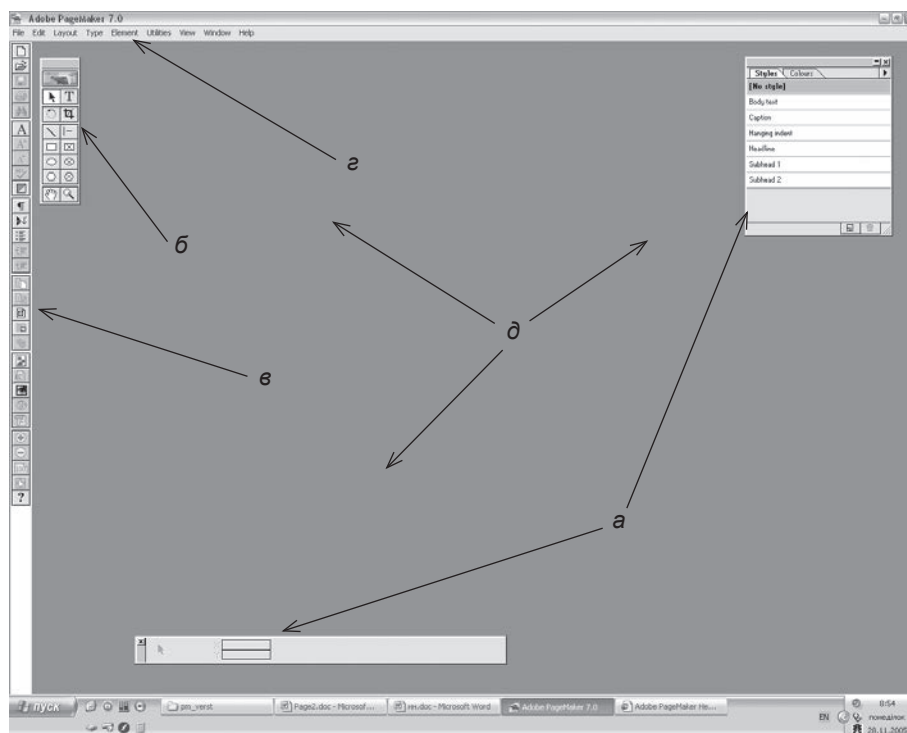 Adobe PageMaker 7.0
File Edit Layout Type Element Utilities View Window Help
Styles Colours
[No style]
Body text
Caption
Hanging indent
Headline
Subhead 1
Subhead 2
T
A
?
г
б
д
в
а
пуск
pm_verst
Page2.doc - Microsof...
Adobe PageMaker 7.0
Adobe PageMaker He...
8:54
EN
понеділок
28.11.2005